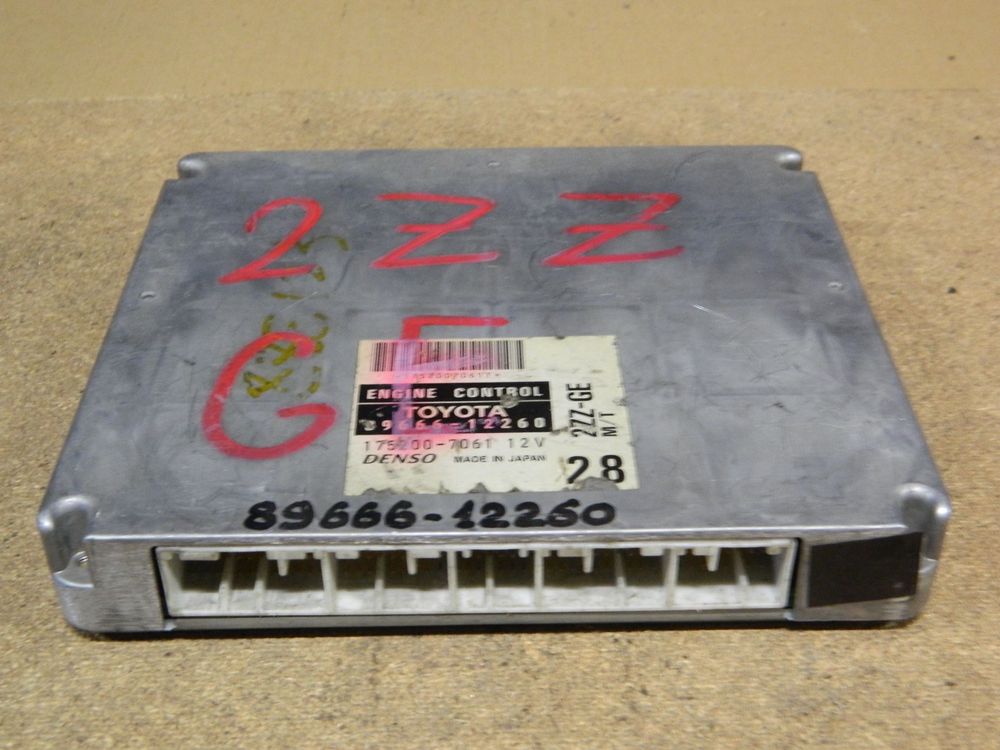 2ZZ
GE
ENGINE CONTROL
TOYOTA
89666-12260
175200-7061 12V
DENSO MADE IN JAPAN
28
2ZZ-GE
M/T
89666-12260